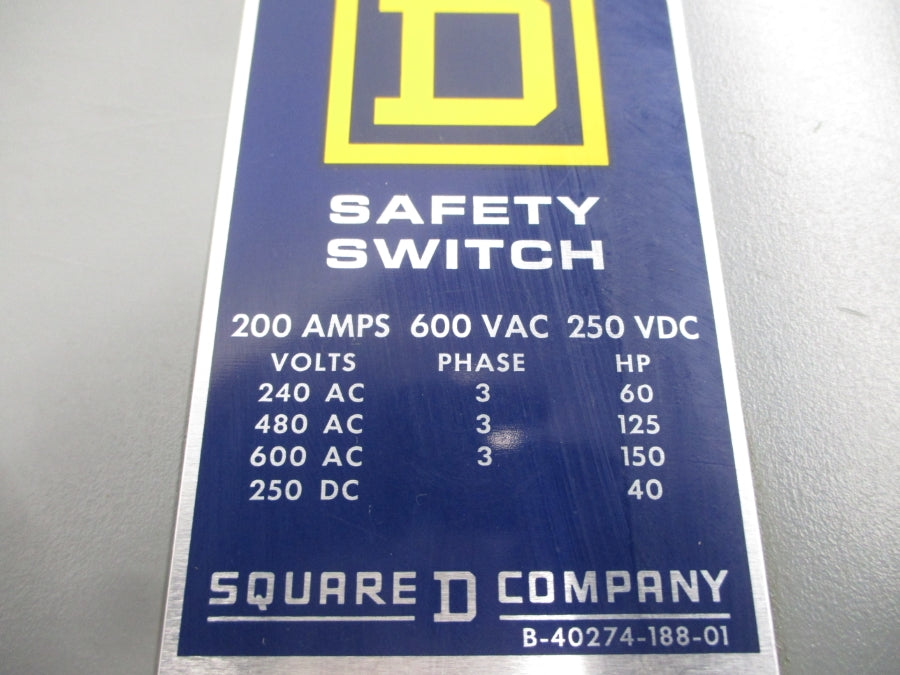 D
SAFETY
SWITCH
200 AMPS 600 VAC 250 VDC
VOLTS PHASE HP
240 AC 3 60
480 AC 3 125
600 AC 3 150
250 DC 40
SQUARE D COMPANY
B-40274-188-01